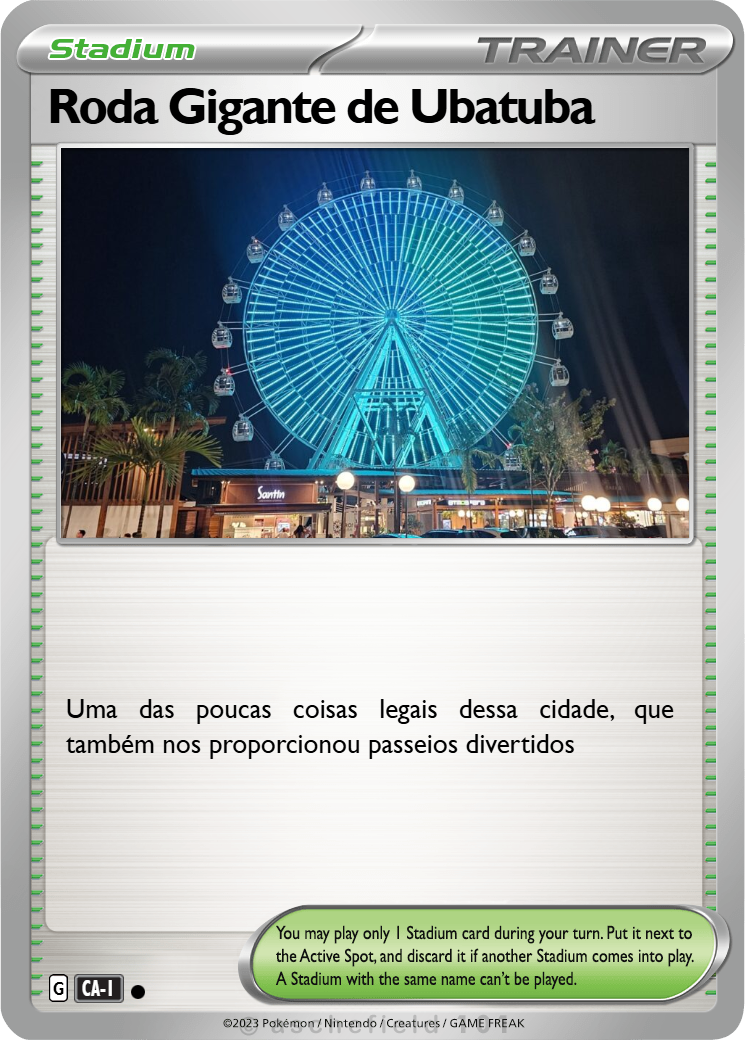 Stadium
TRAINER
Roda Gigante de Ubatuba
Santin
Uma das poucas coisas legais dessa cidade, que
também nos proporcionou passeios divertidos
You may play only 1 Stadium card during your turn. Put it next to
the Active Spot, and discard it if another Stadium comes into play.
A Stadium with the same name can't be played.
G
CA-I
©2023 Pokémon / Nintendo / Creatures / GAME FREAK